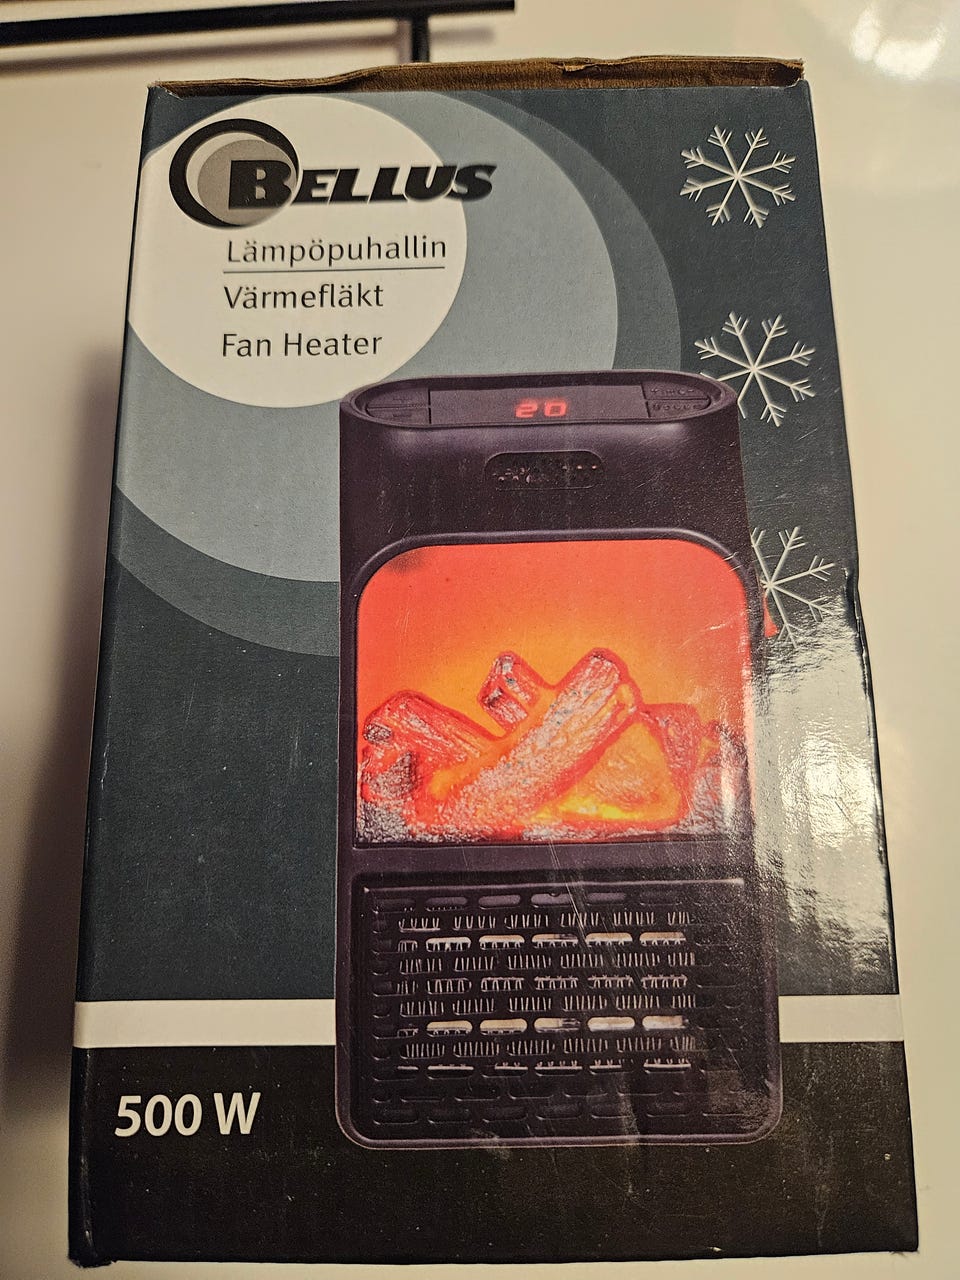 BELLUS
Lämpöpuhallin
Värmefläkt
Fan Heater
20
500 W